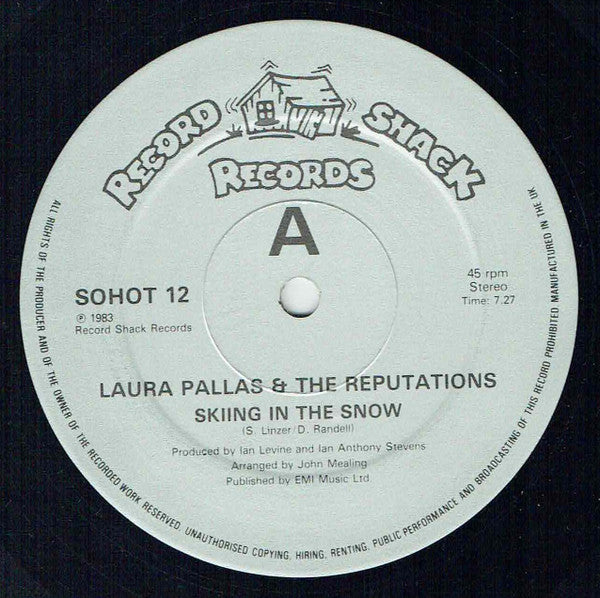 RECORD SHACK
RECORDS
A
SOHOT 12
℗ 1983
Record Shack Records
45 rpm
Stereo
Time: 7.27
LAURA PALLAS & THE REPUTATIONS
SKIING IN THE SNOW
(S. Linzer/D. Randell)
Produced by Ian Levine and Ian Anthony Stevens
Arranged by John Mealing
Published by EMI Music Ltd
ALL RIGHTS OF THE PRODUCER AND OF THE OWNER OF THE RECORDED WORK RESERVED. UNAUTHORISED COPYING, HIRING, RENTING, PUBLIC PERFORMANCE AND BROADCASTING OF THIS RECORD PROHIBITED MANUFACTURED IN THE UK